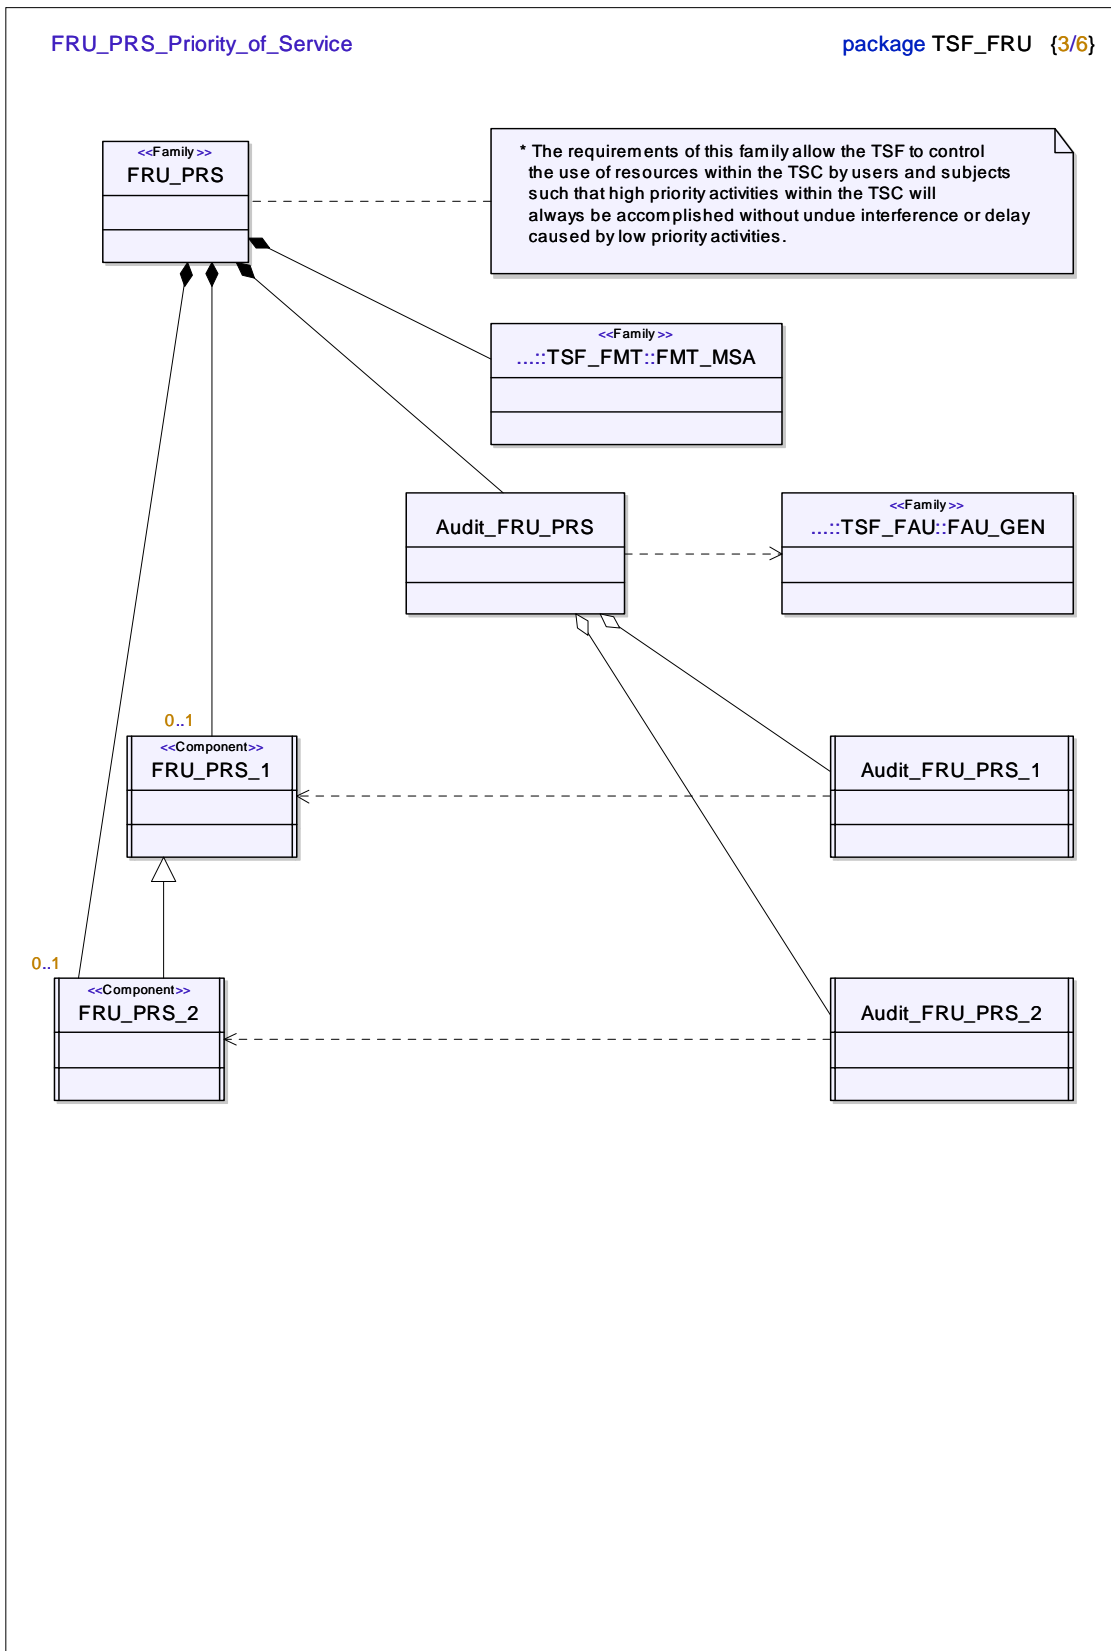 FRU_PRS_Priority_of_Service
package TSF_FRU {3/6}
<<Family>>
FRU_PRS
* The requirements of this family allow the TSF to control
the use of resources within the TSC by users and subjects
such that high priority activities within the TSC will
always be accomplished without undue interference or delay
caused by low priority activities.
<<Family>>
...::TSF_FMT::FMT_MSA
Audit_FRU_PRS
<<Family>>
...::TSF_FAU::FAU_GEN
0..1
<<Component>>
FRU_PRS_1
Audit_FRU_PRS_1
0..1
<<Component>>
FRU_PRS_2
Audit_FRU_PRS_2